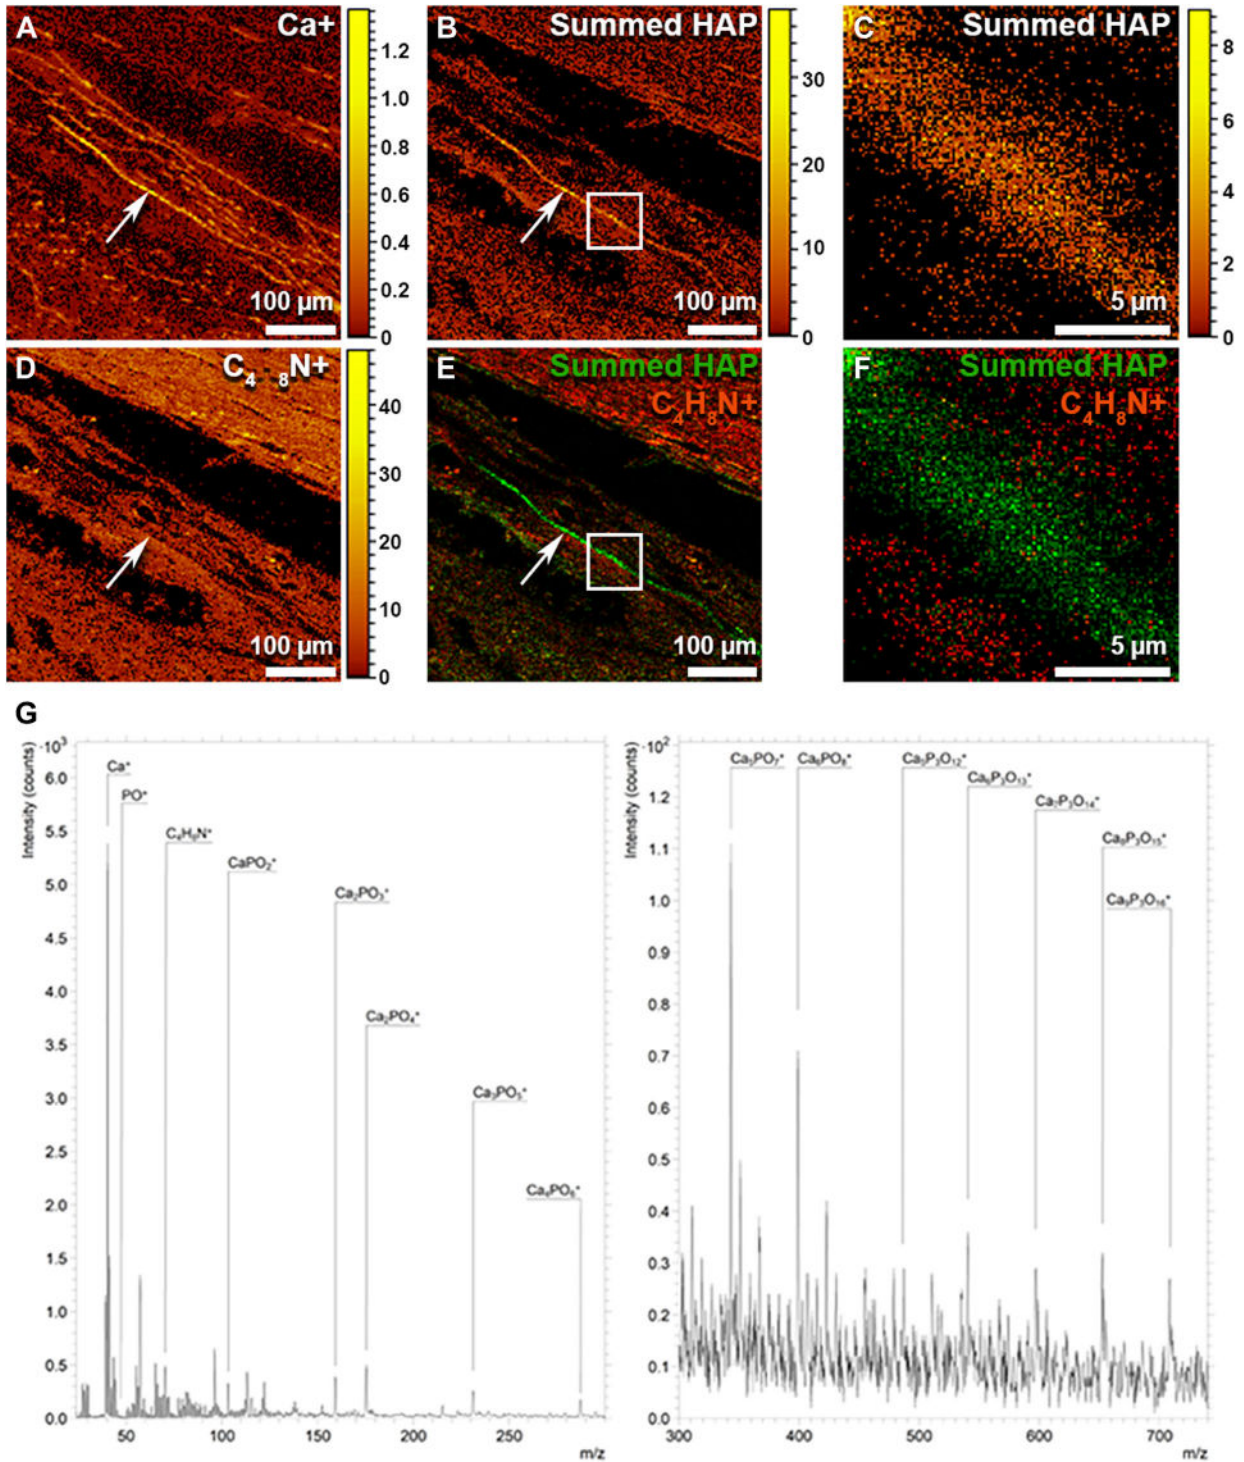 A Ca+
1.2
1.0
0.8
0.6
0.4
0.2
0
100 µm
B Summed HAP
30
20
10
0
100 µm
C Summed HAP
8
6
4
2
0
5 µm
D C₄ ₈N+
40
30
20
10
0
100 µm
E Summed HAP
C₄H₈N+
100 µm
F Summed HAP
C₄H₈N+
5 µm
G
Intensity (counts)
·10³
6.0
5.5
5.0
4.5
4.0
3.5
3.0
2.5
2.0
1.5
1.0
0.5
0.0
Ca⁺
PO⁺
C₄H₈N⁺
CaPO₂⁺
Ca₂PO₃⁺
Ca₂PO₄⁺
Ca₃PO₅⁺
Ca₄PO₆⁺
50 100 150 200 250
m/z
Intensity (counts)
·10²
1.2
1.1
1.0
0.9
0.8
0.7
0.6
0.5
0.4
0.3
0.2
0.1
0.0
Ca₅PO₇⁺
Ca₆PO₈⁺
Ca₅P₃O₁₂⁺
Ca₆P₃O₁₃⁺
Ca₇P₃O₁₄⁺
Ca₈P₃O₁₅⁺
Ca₉P₃O₁₆⁺
300 400 500 600 700
m/z